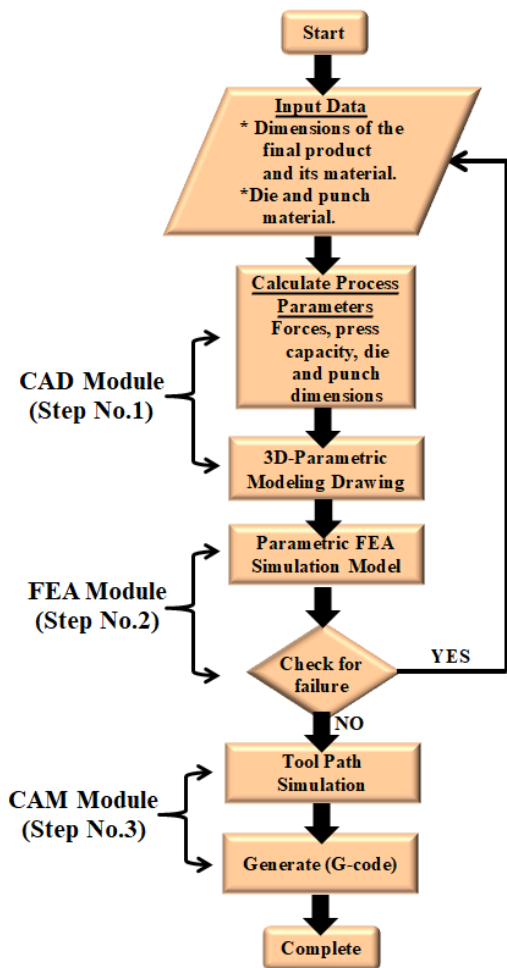 Start
Input Data
* Dimensions of the
final product
and its material.
*Die and punch
material.
Calculate Process
Parameters
Forces, press
capacity, die
and punch
dimensions
CAD Module
(Step No.1)
3D-Parametric
Modeling Drawing
Parametric FEA
Simulation Model
FEA Module
(Step No.2)
Check for
failure
YES
NO
Tool Path
Simulation
CAM Module
(Step No.3)
Generate (G-code)
Complete